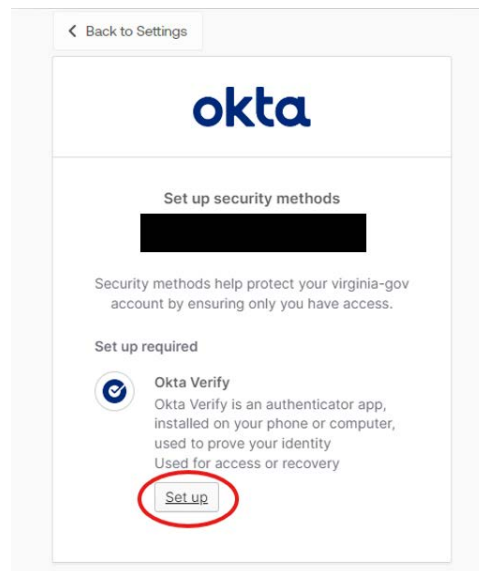 Back to Settings
okta
Set up security methods
Security methods help protect your virginia-gov
account by ensuring only you have access.
Set up required
Okta Verify
Okta Verify is an authenticator app,
installed on your phone or computer,
used to prove your identity
Used for access or recovery
Set up